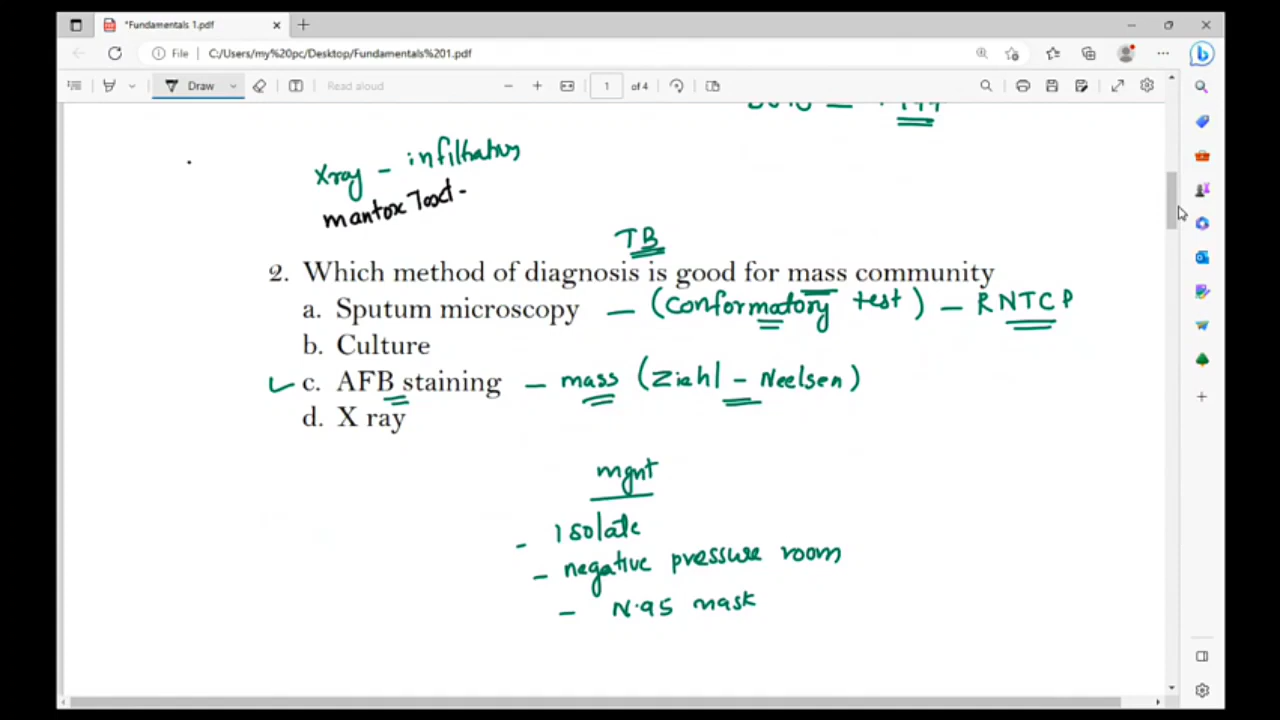 *Fundamentals 1.pdf
File | C:/Users/my%20pc/Desktop/Fundamentals%201.pdf
Draw Read aloud 1 of 4
Xray - infiltration
mantox Test -
TB
2. Which method of diagnosis is good for mass community
a. Sputum microscopy — (Conformatory test) — RNTCP
b. Culture
c. AFB staining — mass (Ziehl - Neelsen)
d. X ray
mgnt
- Isolate
- negative pressure room
- N.95 mask